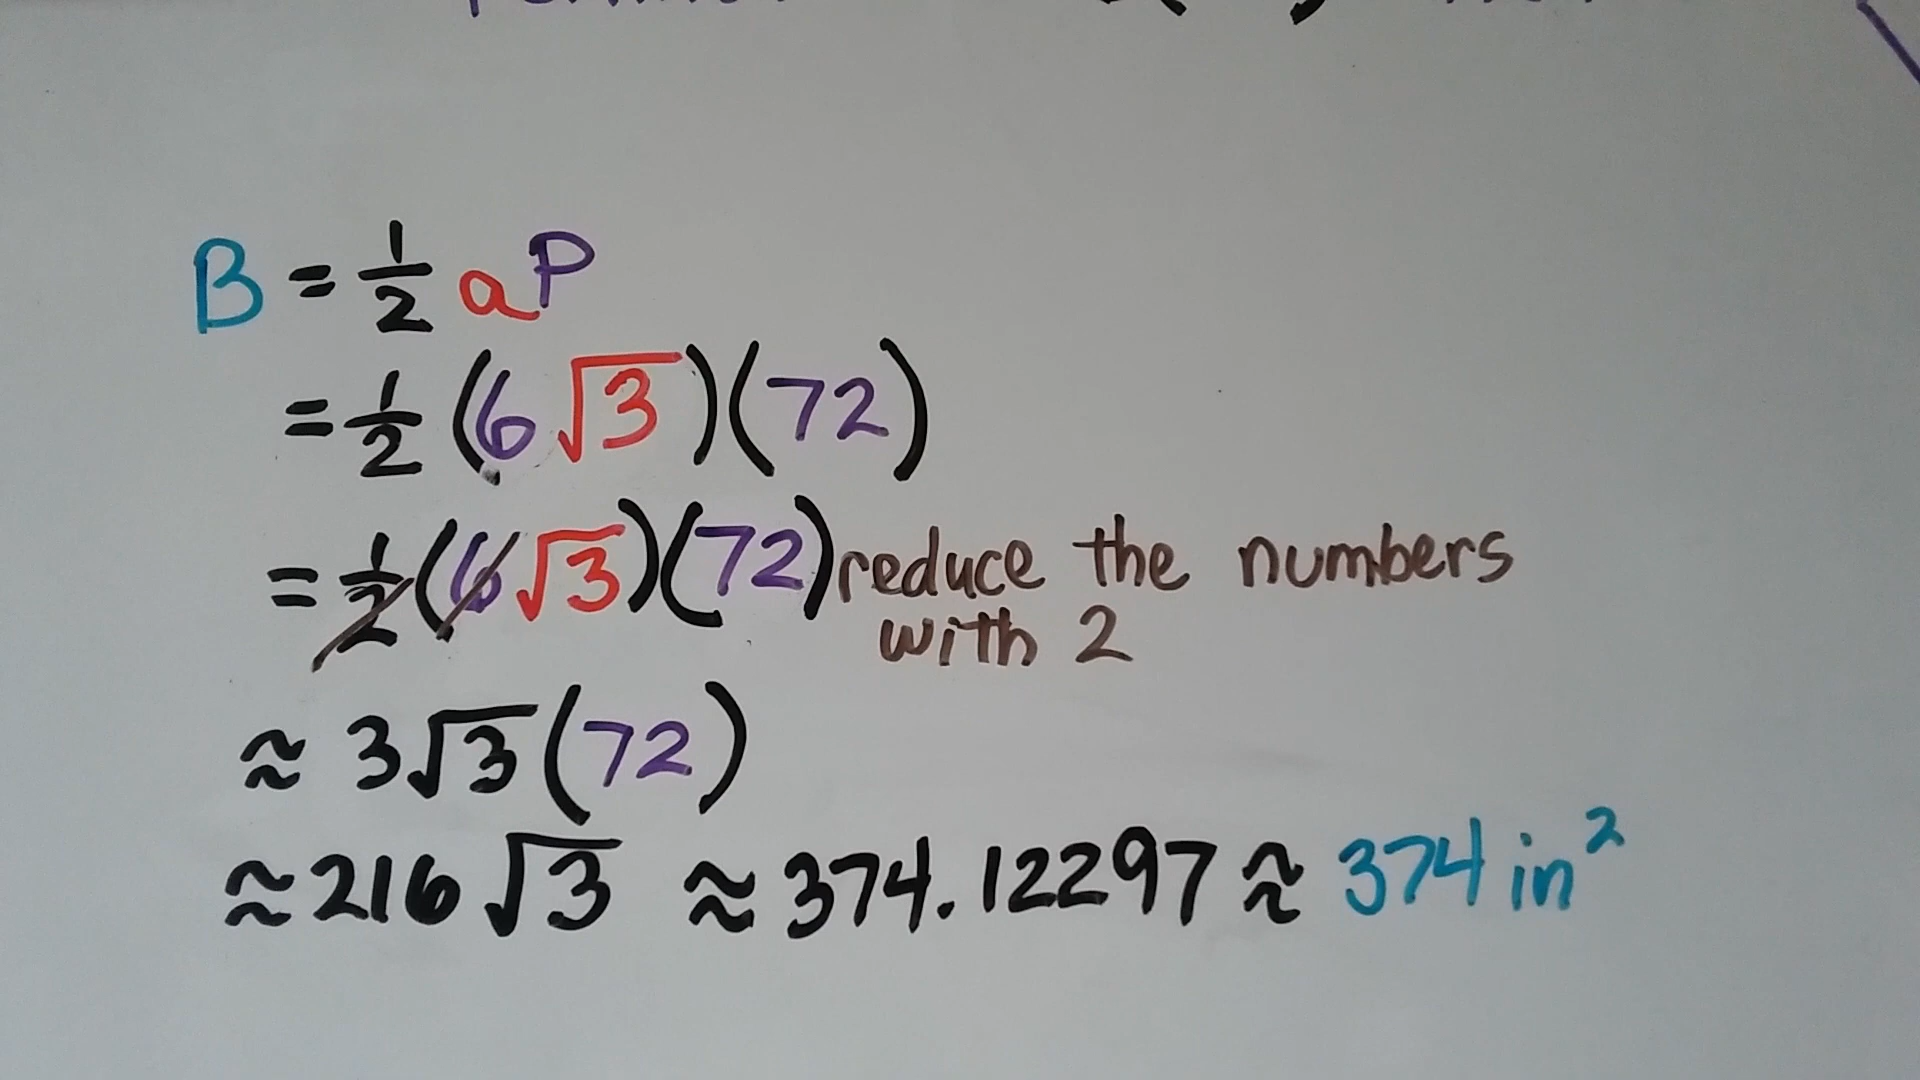 B = 1/2 aP
= 1/2 (6√3)(72)
= 1/2 (6√3)(72) reduce the numbers
with 2
≈ 3√3(72)
≈ 216√3 ≈ 374.12297 ≈ 374 in²